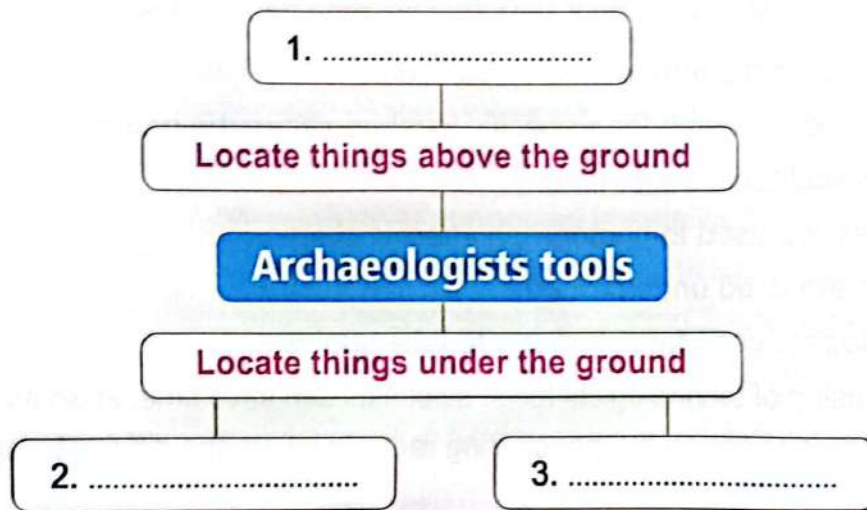 1. ................................
Locate things above the ground
Archaeologists tools
Locate things under the ground
2. ................................
3. ................................